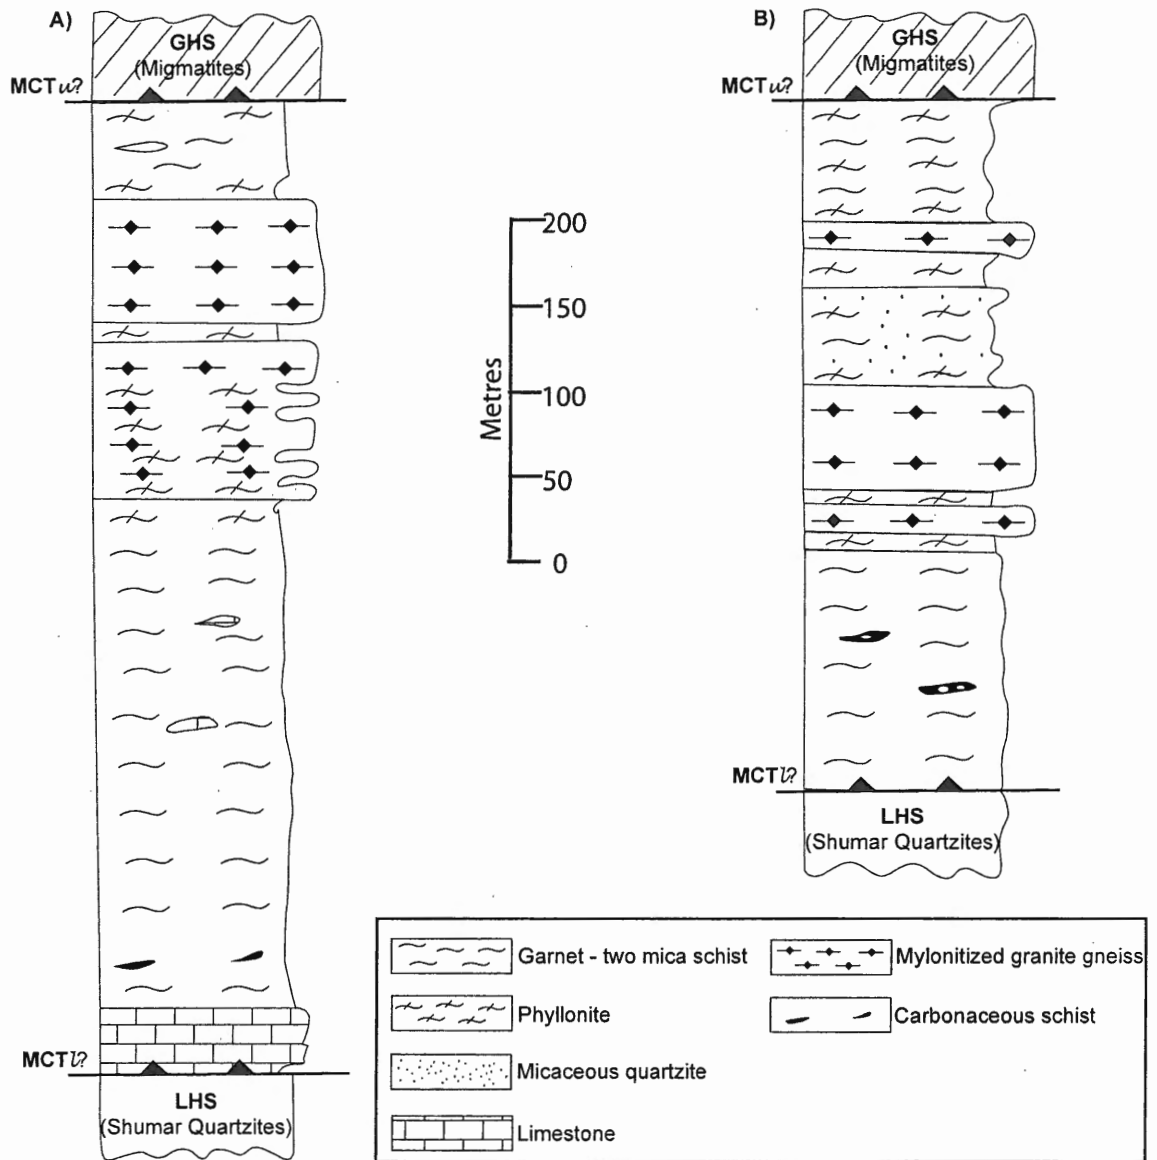 A)
GHS
(Migmatites)
MCTu?
MCTl?
LHS
(Shumar Quartzites)
200
150
100
50
0
Metres
B)
GHS
(Migmatites)
MCTu?
MCTl?
LHS
(Shumar Quartzites)
Garnet - two mica schist
Phyllonite
Micaceous quartzite
Limestone
Mylonitized granite gneiss
Carbonaceous schist